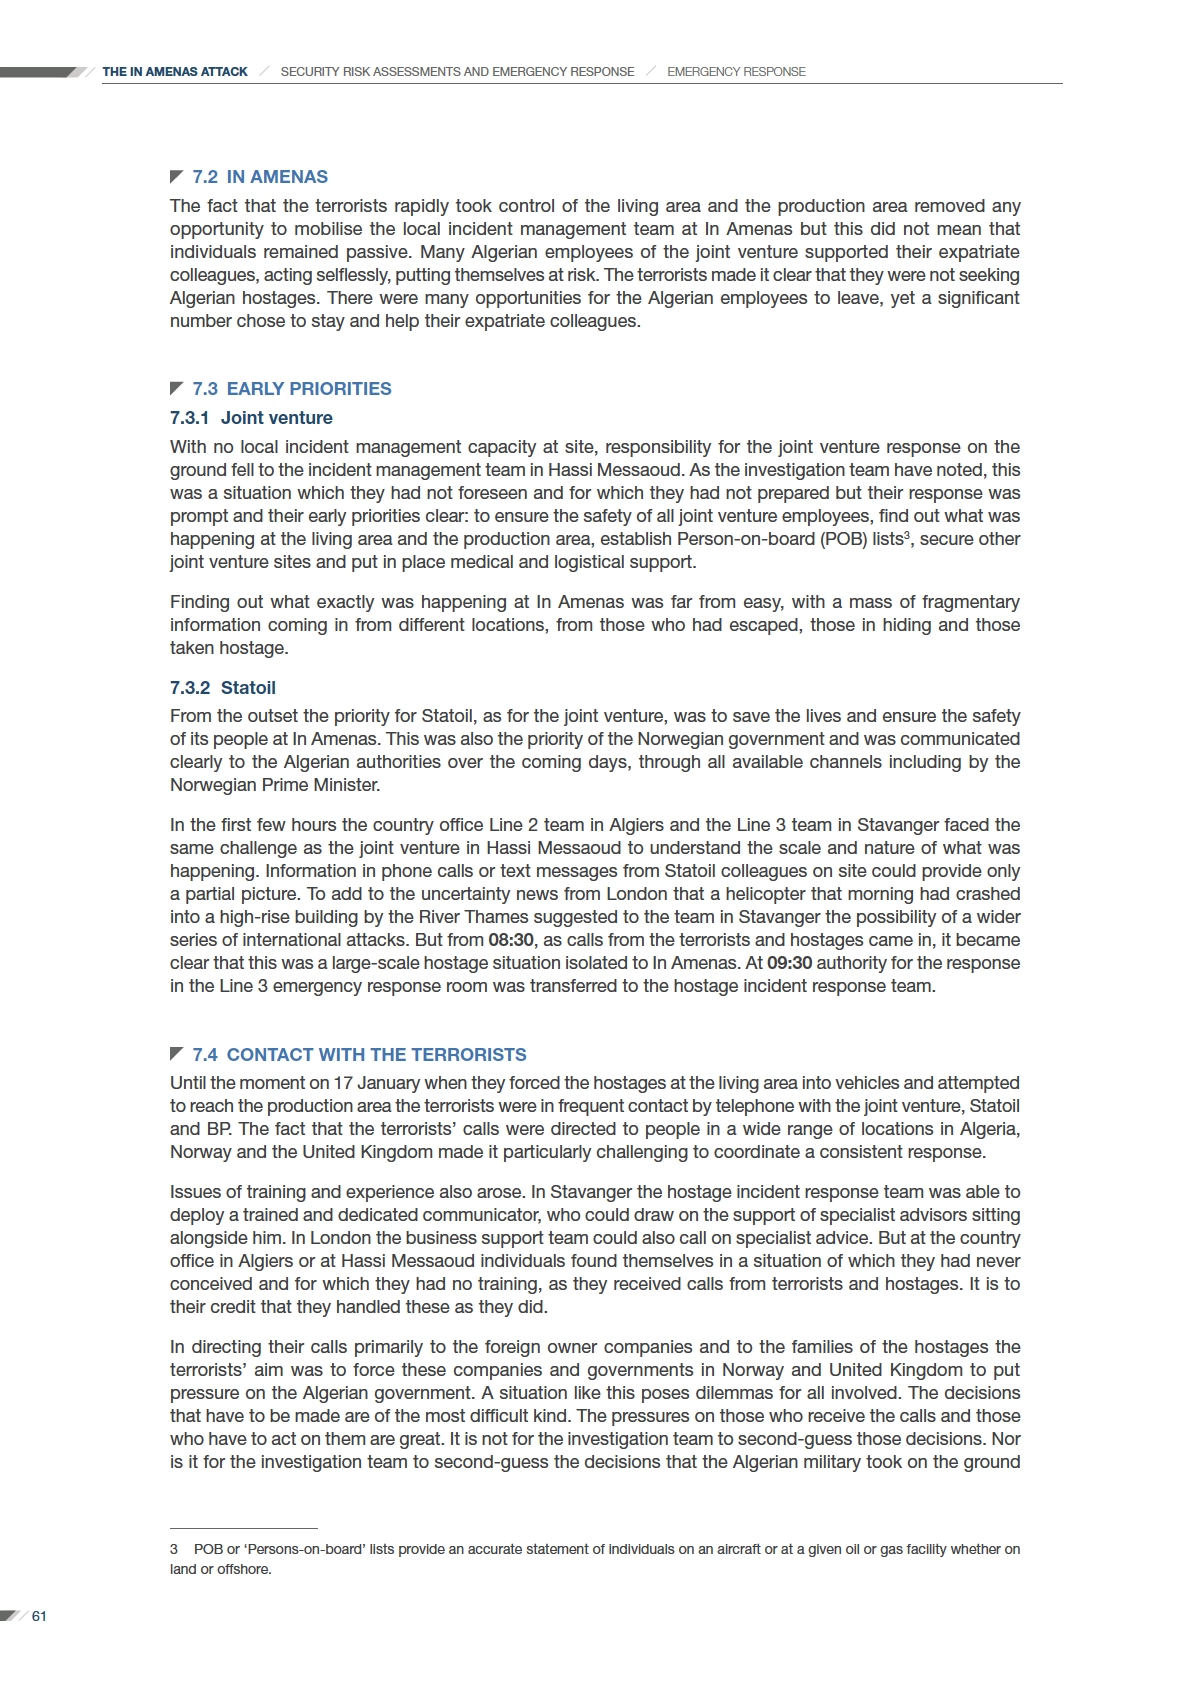 THE IN AMENAS ATTACK / SECURITY RISK ASSESSMENTS AND EMERGENCY RESPONSE / EMERGENCY RESPONSE
7.2 IN AMENAS
The fact that the terrorists rapidly took control of the living area and the production area removed any
opportunity to mobilise the local incident management team at In Amenas but this did not mean that
individuals remained passive. Many Algerian employees of the joint venture supported their expatriate
colleagues, acting selflessly, putting themselves at risk. The terrorists made it clear that they were not seeking
Algerian hostages. There were many opportunities for the Algerian employees to leave, yet a significant
number chose to stay and help their expatriate colleagues.
7.3 EARLY PRIORITIES
7.3.1 Joint venture
With no local incident management capacity at site, responsibility for the joint venture response on the
ground fell to the incident management team in Hassi Messaoud. As the investigation team have noted, this
was a situation which they had not foreseen and for which they had not prepared but their response was
prompt and their early priorities clear: to ensure the safety of all joint venture employees, find out what was
happening at the living area and the production area, establish Person-on-board (POB) lists³, secure other
joint venture sites and put in place medical and logistical support.
Finding out what exactly was happening at In Amenas was far from easy, with a mass of fragmentary
information coming in from different locations, from those who had escaped, those in hiding and those
taken hostage.
7.3.2 Statoil
From the outset the priority for Statoil, as for the joint venture, was to save the lives and ensure the safety
of its people at In Amenas. This was also the priority of the Norwegian government and was communicated
clearly to the Algerian authorities over the coming days, through all available channels including by the
Norwegian Prime Minister.
In the first few hours the country office Line 2 team in Algiers and the Line 3 team in Stavanger faced the
same challenge as the joint venture in Hassi Messaoud to understand the scale and nature of what was
happening. Information in phone calls or text messages from Statoil colleagues on site could provide only
a partial picture. To add to the uncertainty news from London that a helicopter that morning had crashed
into a high-rise building by the River Thames suggested to the team in Stavanger the possibility of a wider
series of international attacks. But from 08:30, as calls from the terrorists and hostages came in, it became
clear that this was a large-scale hostage situation isolated to In Amenas. At 09:30 authority for the response
in the Line 3 emergency response room was transferred to the hostage incident response team.
7.4 CONTACT WITH THE TERRORISTS
Until the moment on 17 January when they forced the hostages at the living area into vehicles and attempted
to reach the production area the terrorists were in frequent contact by telephone with the joint venture, Statoil
and BP. The fact that the terrorists' calls were directed to people in a wide range of locations in Algeria,
Norway and the United Kingdom made it particularly challenging to coordinate a consistent response.
Issues of training and experience also arose. In Stavanger the hostage incident response team was able to
deploy a trained and dedicated communicator, who could draw on the support of specialist advisors sitting
alongside him. In London the business support team could also call on specialist advice. But at the country
office in Algiers or at Hassi Messaoud individuals found themselves in a situation of which they had never
conceived and for which they had no training, as they received calls from terrorists and hostages. It is to
their credit that they handled these as they did.
In directing their calls primarily to the foreign owner companies and to the families of the hostages the
terrorists' aim was to force these companies and governments in Norway and United Kingdom to put
pressure on the Algerian government. A situation like this poses dilemmas for all involved. The decisions
that have to be made are of the most difficult kind. The pressures on those who receive the calls and those
who have to act on them are great. It is not for the investigation team to second-guess those decisions. Nor
is it for the investigation team to second-guess the decisions that the Algerian military took on the ground
3 POB or 'Persons-on-board' lists provide an accurate statement of individuals on an aircraft or at a given oil or gas facility whether on
land or offshore.
61